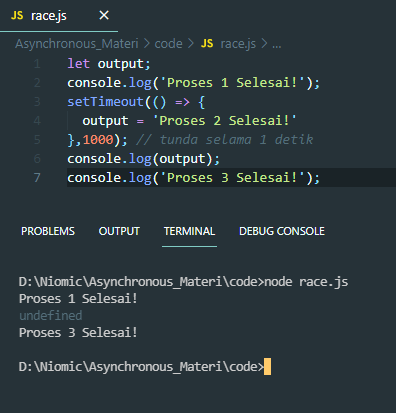 JS race.js ×
Asynchronous_Materi > code > JS race.js > ...
1 let output;
2 console.log('Proses 1 Selesai!');
3 setTimeout(() => {
4 output = 'Proses 2 Selesai!'
5 },1000); // tunda selama 1 detik
6 console.log(output);
7 console.log('Proses 3 Selesai!');
PROBLEMS OUTPUT TERMINAL DEBUG CONSOLE
D:\Niomic\Asynchronous_Materi\code>node race.js
Proses 1 Selesai!
undefined
Proses 3 Selesai!
D:\Niomic\Asynchronous_Materi\code>